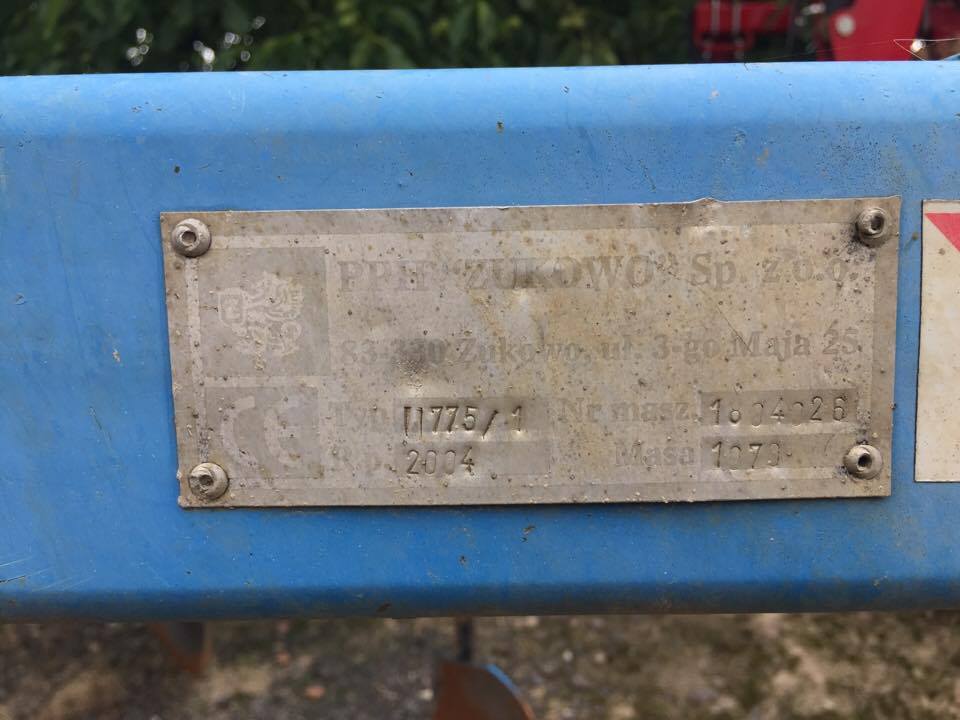 PPH "ŻUKOWO" Sp. z o.o.
83-330 Żukowo, ul. 3-go Maja 25
Typ U775/1 Nr masz. 1804026
R.p. 2004 Masa 1070